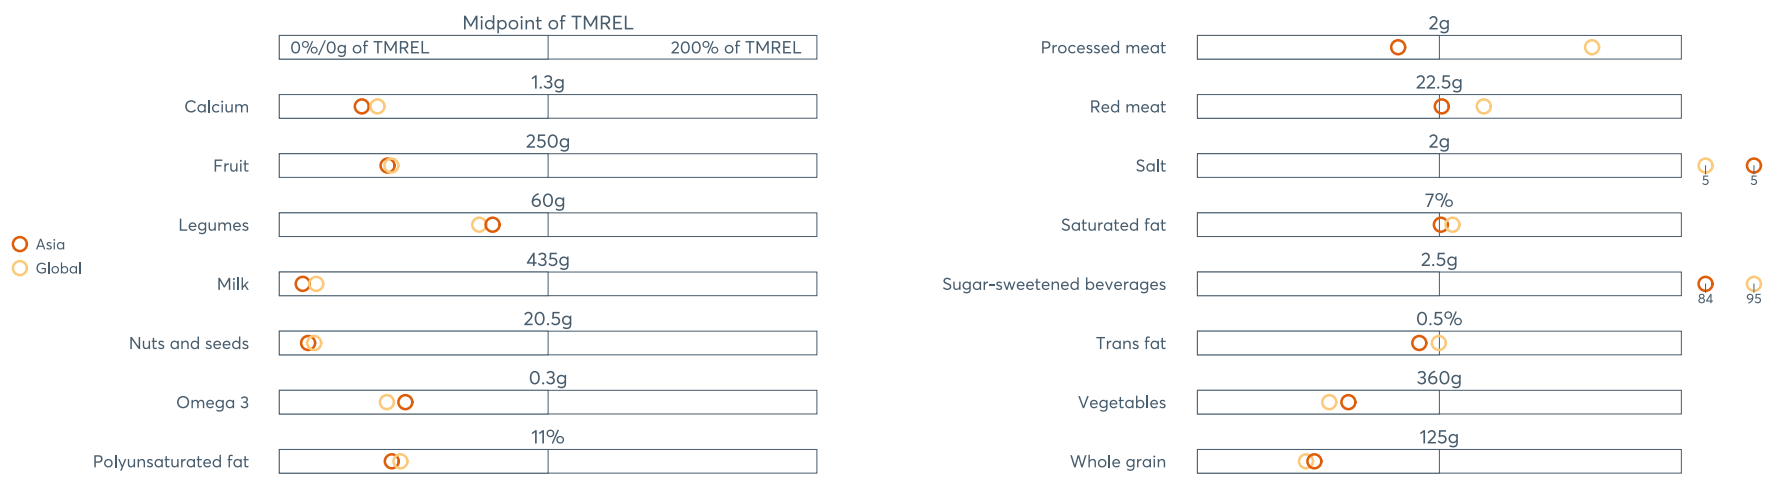 Midpoint of TMREL
0%/0g of TMREL 200% of TMREL
1.3g
Calcium
250g
Fruit
60g
Legumes
435g
Milk
20.5g
Nuts and seeds
0.3g
Omega 3
11%
Polyunsaturated fat
Asia
Global
2g
Processed meat
22.5g
Red meat
2g
Salt
5 5
7%
Saturated fat
2.5g
Sugar-sweetened beverages
84 95
0.5%
Trans fat
360g
Vegetables
125g
Whole grain